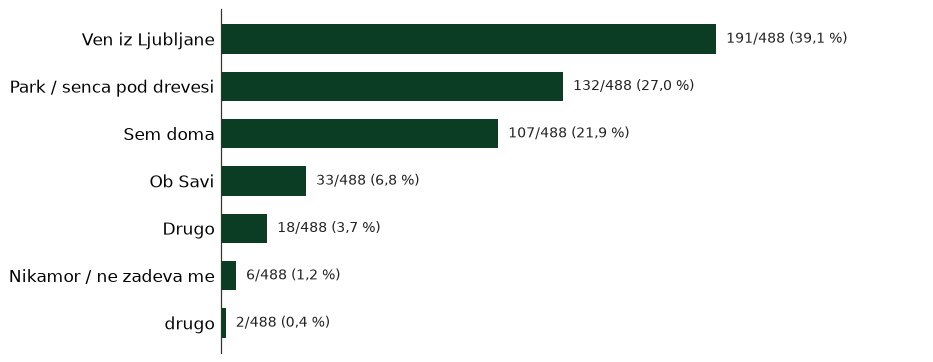 Ven iz Ljubljane 191/488 (39,1 %)
Park / senca pod drevesi 132/488 (27,0 %)
Sem doma 107/488 (21,9 %)
Ob Savi 33/488 (6,8 %)
Drugo 18/488 (3,7 %)
Nikamor / ne zadeva me 6/488 (1,2 %)
drugo 2/488 (0,4 %)